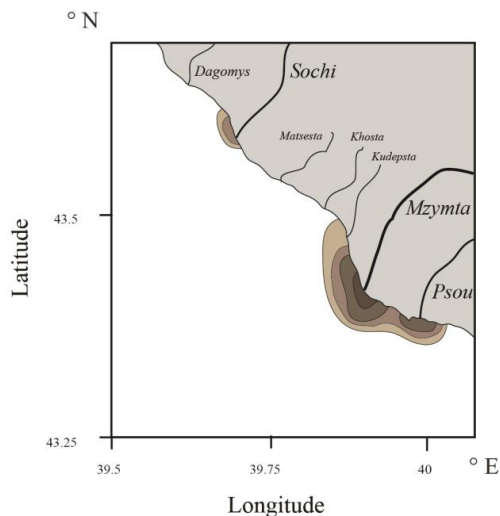 ° N
Dagomys
Sochi
Matsesta
Khosta
Kudepsta
Mzymta
Psou
43.5
Latitude
43.25
39.5
39.75
40
° E
Longitude